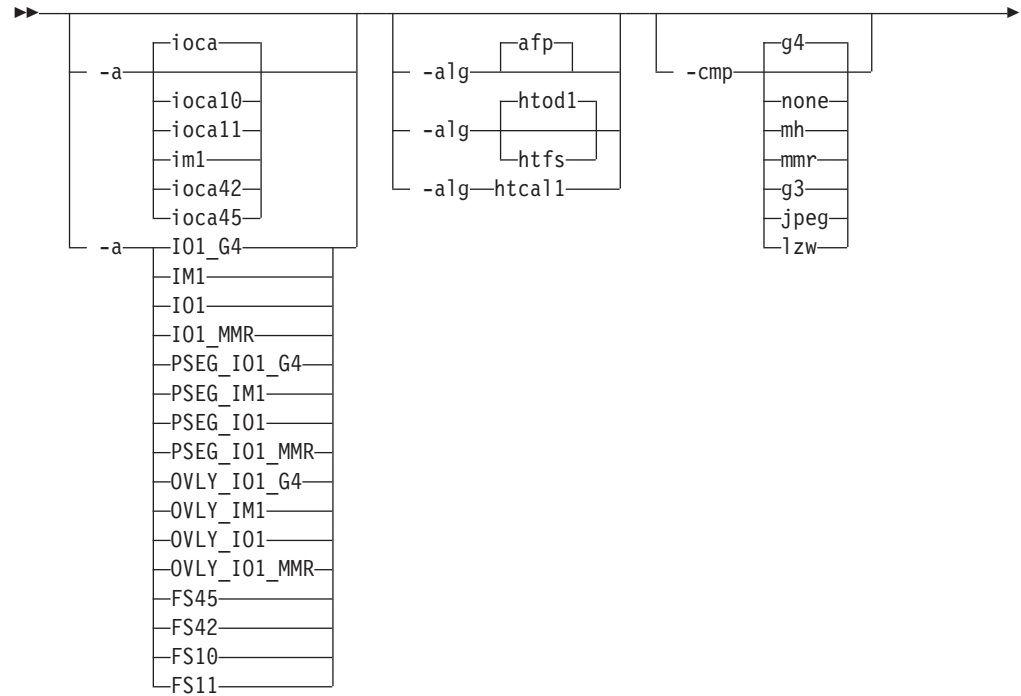 ioca
afp
g4
-a
-alg
-cmp
ioca10
htod1
none
ioca11
-alg
mh
im1
htfs
mmr
ioca42
-alg htcal1
g3
ioca45
jpeg
-a IO1_G4
lzw
IM1
IO1
IO1_MMR
PSEG_IO1_G4
PSEG_IM1
PSEG_IO1
PSEG_IO1_MMR
OVLY_IO1_G4
OVLY_IM1
OVLY_IO1
OVLY_IO1_MMR
FS45
FS42
FS10
FS11